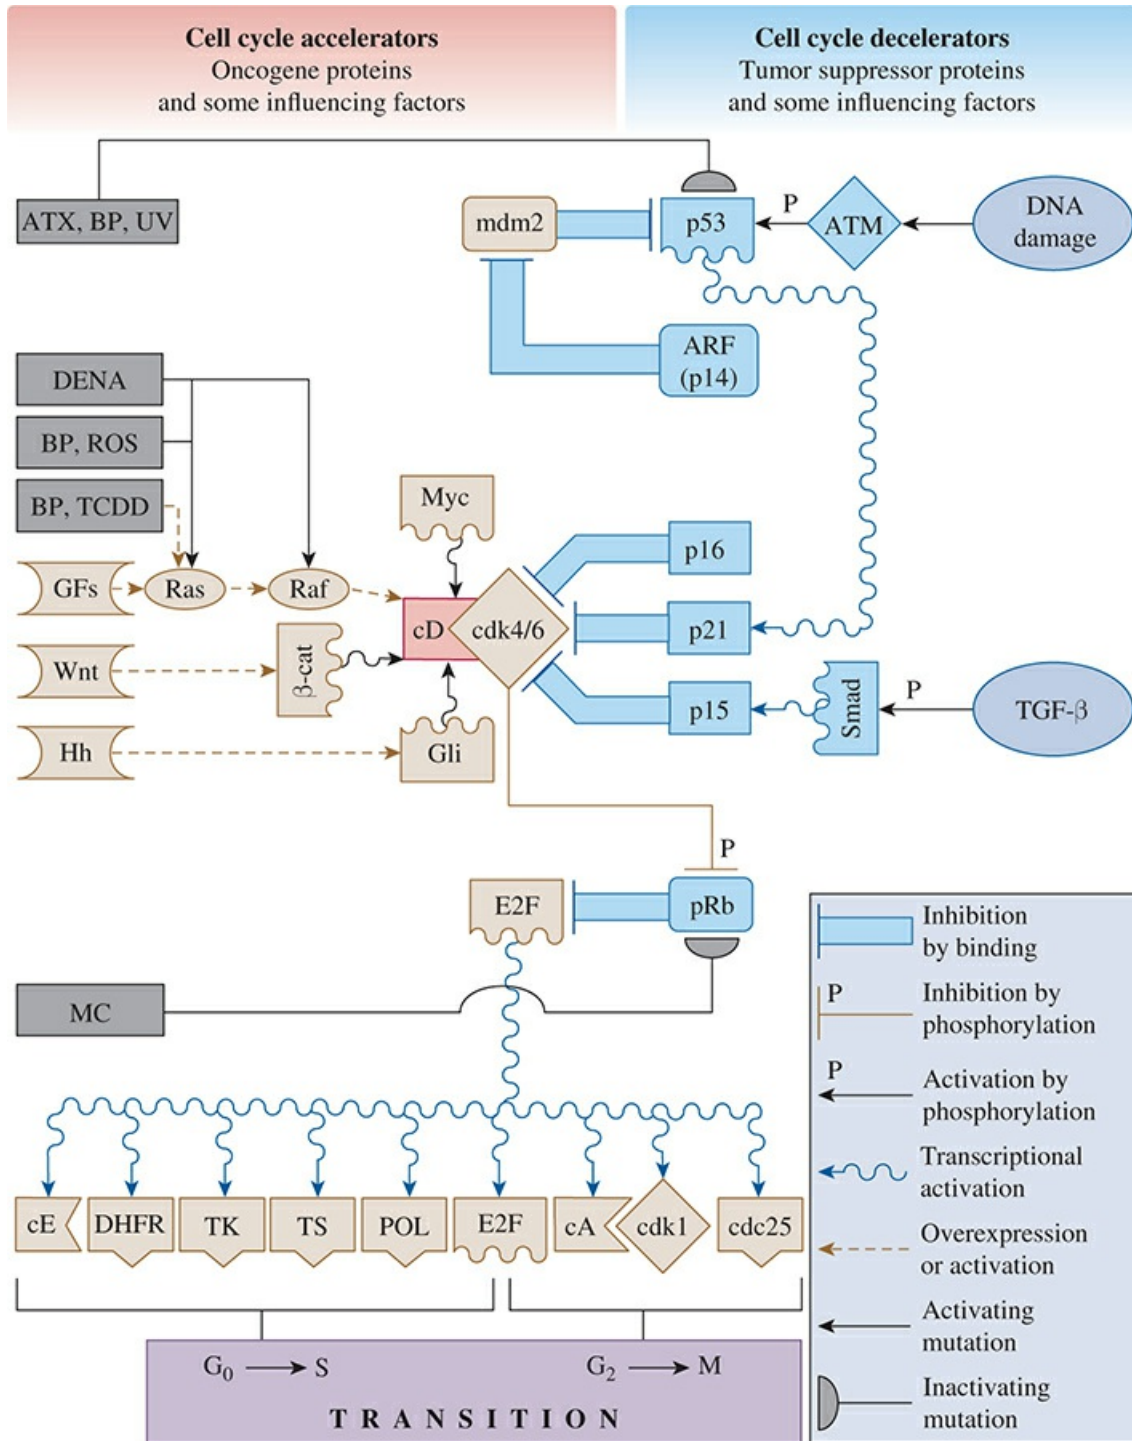 Cell cycle accelerators
Oncogene proteins
and some influencing factors
Cell cycle decelerators
Tumor suppressor proteins
and some influencing factors
ATX, BP, UV
mdm2
p53
P
ATM
DNA
damage
ARF
(p14)
DENA
BP, ROS
BP, TCDD
Myc
p16
GFs
Ras
Raf
cD
cdk4/6
p21
Wnt
β-cat
p15
Smad
P
TGF-β
Hh
Gli
P
E2F
pRb
MC
cE
DHFR
TK
TS
POL
E2F
cA
cdk1
cdc25
G0 → S
G2 → M
TRANSITION
Inhibition
by binding
P
Inhibition by
phosphorylation
P
Activation by
phosphorylation
Transcriptional
activation
Overexpression
or activation
Activating
mutation
Inactivating
mutation